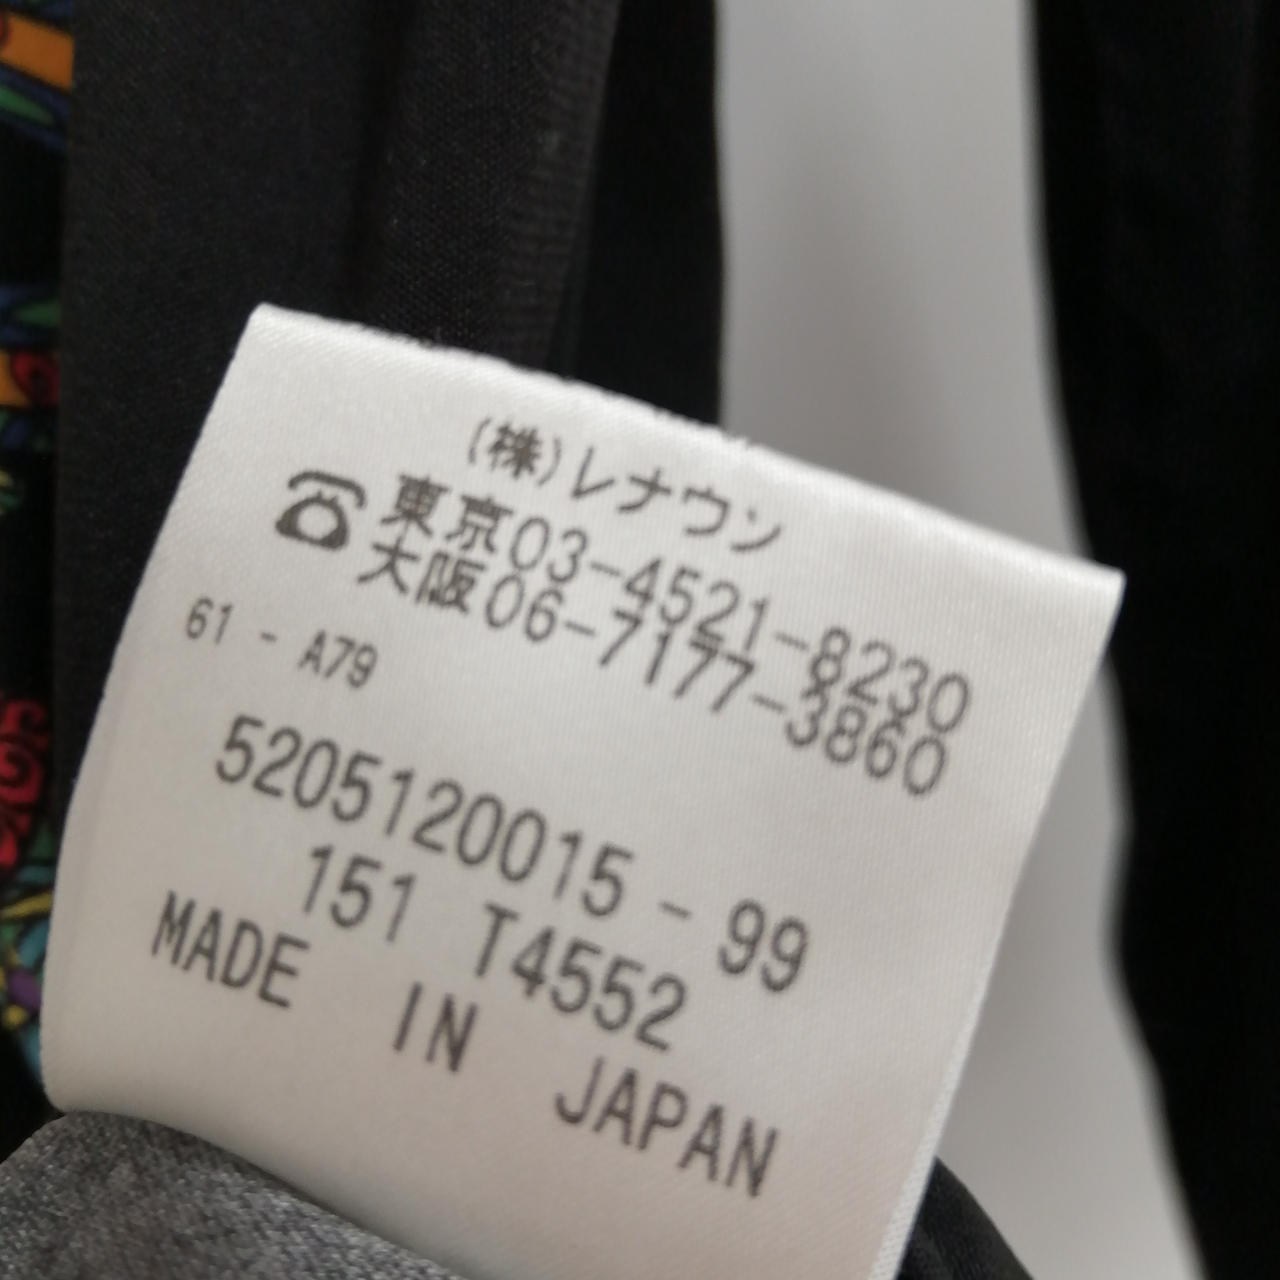 (株)レナウン
東京03-4521-8230
大阪06-7177-3860
61 - A79
5205120015 - 99
151 T4552
MADE IN JAPAN